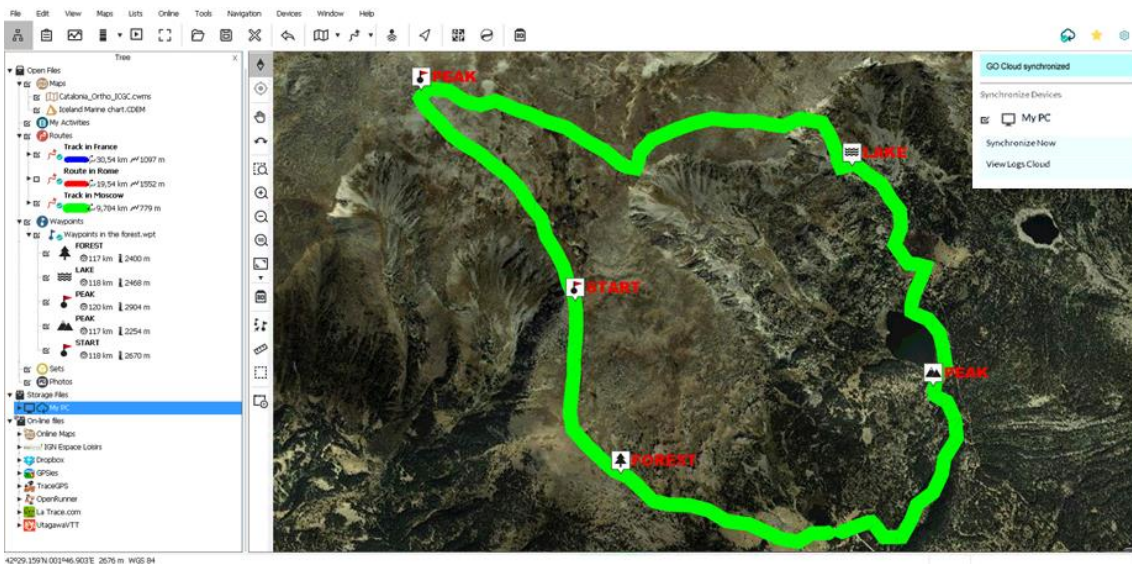 File Edit View Maps Lists Online Tools Navigation Devices Window Help
Tree X
Open Files
Maps
Catalonia_Ortho_ICGC.cwms
Iceland Marine chart.CDEM
My Activities
Routes
Track in France
30,54 km 1097 m
Route in Rome
19,54 km 1552 m
Track in Moscow
9,784 km 779 m
Waypoints
Waypoints in the forest.wpt
FOREST
117 km 2400 m
LAKE
118 km 2468 m
PEAK
120 km 2904 m
PEAK
117 km 2254 m
START
118 km 2670 m
Sets
Photos
Storage Files
My PC
On-line files
Online Maps
IGN Espace Loisirs
Dropbox
GPSies
TraceGPS
OpenRunner
La Trace.com
UtagawaVTT
PEAK
LAKE
START
PEAK
FOREST
GO Cloud synchronized
Synchronize Devices
My PC
Synchronize Now
View Logs Cloud
42º29.159'N 001º46.903'E 2676 m WGS 84